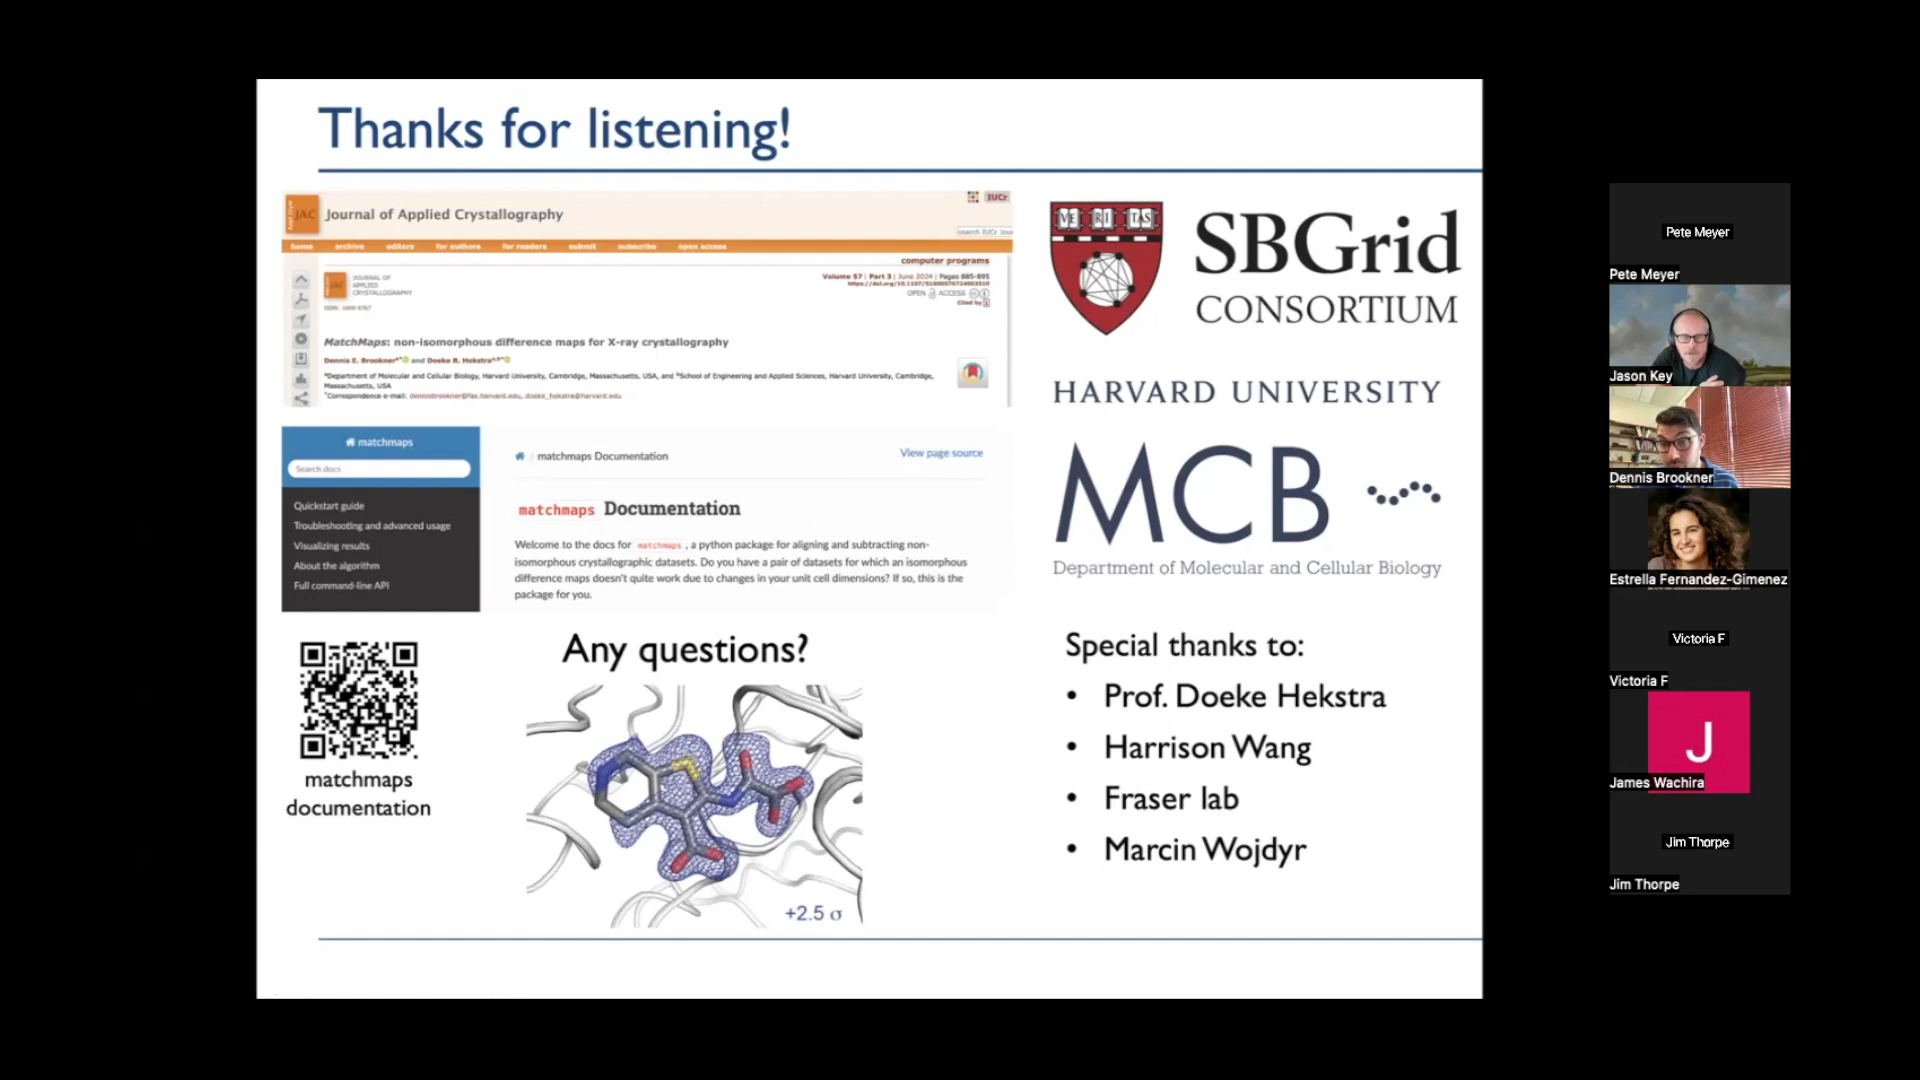 Thanks for listening!
JAC
Journal of Applied Crystallography
IUCr
search IUCr Jour
home archive editors for authors for readers submit subscribe open access
computer programs
JOURNAL OF
APPLIED
CRYSTALLOGRAPHY
Volume 57 | Part 3 | June 2024 | Pages 885-895
OPEN ACCESS
Cited by
ISSN: 1600-5767
MatchMaps: non-isomorphous difference maps for X-ray crystallography
Dennis E. Brookner and Doeke R. Hekstra
aDepartment of Molecular and Cellular Biology, Harvard University, Cambridge, Massachusetts, USA, and bSchool of Engineering and Applied Sciences, Harvard University, Cambridge,
Massachusetts, USA
*Correspondence e-mail: dennisbrookner@fas.harvard.edu, doeke_hekstra@harvard.edu
matchmaps
Search docs
Quickstart guide
Troubleshooting and advanced usage
Visualizing results
About the algorithm
Full command-line API
/ matchmaps Documentation
View page source
matchmaps Documentation
Welcome to the docs for matchmaps , a python package for aligning and subtracting non-
isomorphous crystallographic datasets. Do you have a pair of datasets for which an isomorphous
difference maps doesn't quite work due to changes in your unit cell dimensions? If so, this is the
package for you.
matchmaps
documentation
Any questions?
+2.5 σ
VE RI TAS
SBGrid
CONSORTIUM
HARVARD UNIVERSITY
MCB
Department of Molecular and Cellular Biology
Special thanks to:
• Prof. Doeke Hekstra
• Harrison Wang
• Fraser lab
• Marcin Wojdyr
Pete Meyer
Pete Meyer
Jason Key
Dennis Brookner
Estrella Fernandez-Gimenez
Victoria F
Victoria F
J
James Wachira
Jim Thorpe
Jim Thorpe